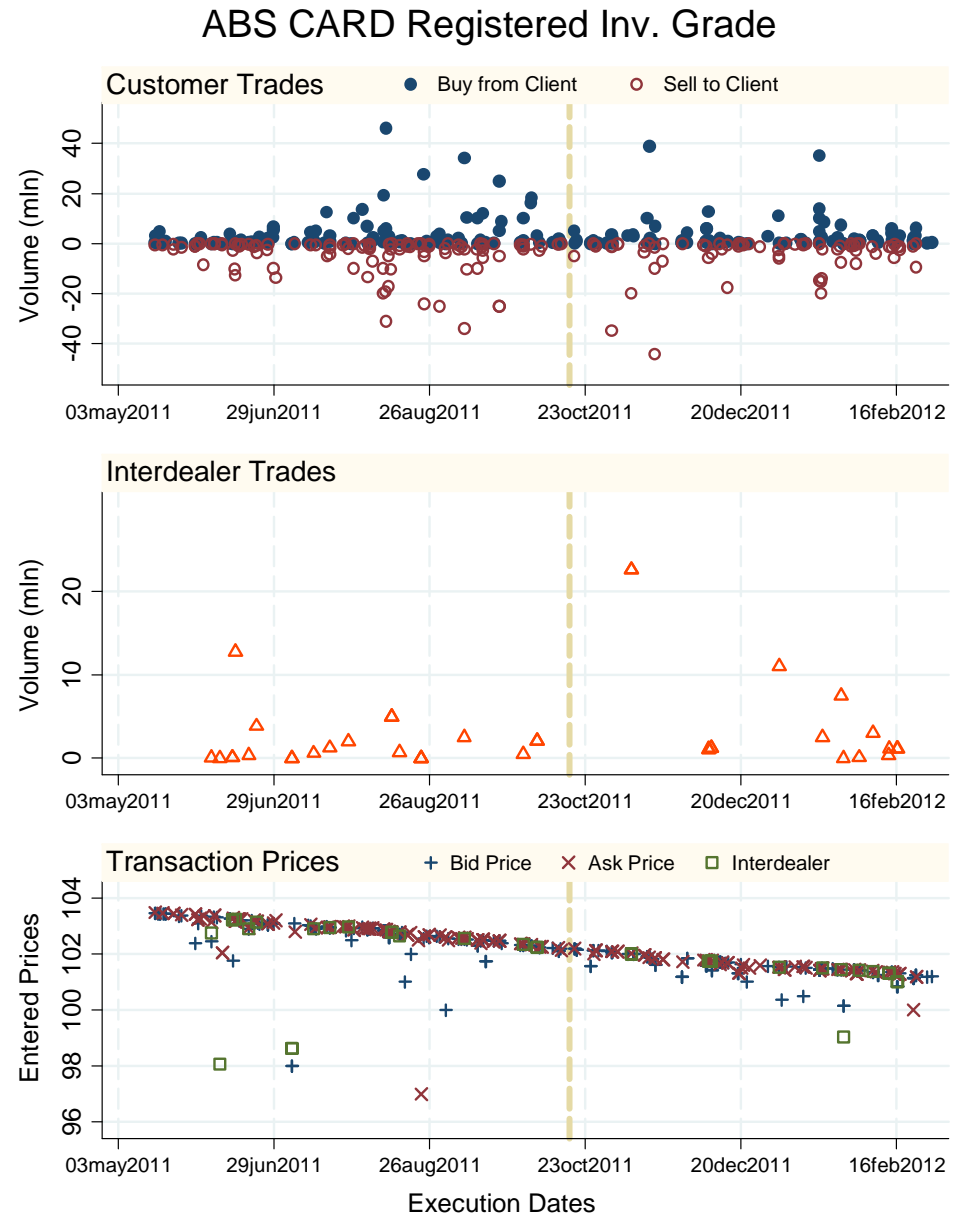 ABS CARD Registered Inv. Grade
Customer Trades Buy from Client Sell to Client
Volume (mln)
40
20
0
-20
-40
03may2011 29jun2011 26aug2011 23oct2011 20dec2011 16feb2012
Interdealer Trades
Volume (mln)
20
10
0
03may2011 29jun2011 26aug2011 23oct2011 20dec2011 16feb2012
Transaction Prices Bid Price Ask Price Interdealer
Entered Prices
104
102
100
98
96
03may2011 29jun2011 26aug2011 23oct2011 20dec2011 16feb2012
Execution Dates